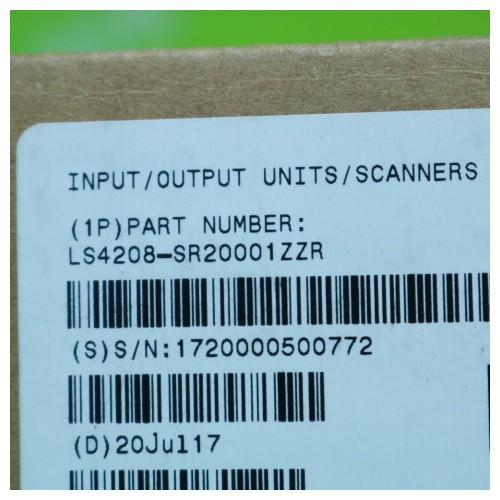 INPUT/OUTPUT UNITS/SCANNERS
(1P)PART NUMBER:
LS4208-SR20001ZZR
(S)S/N:1720000500772
(D)20Jul17